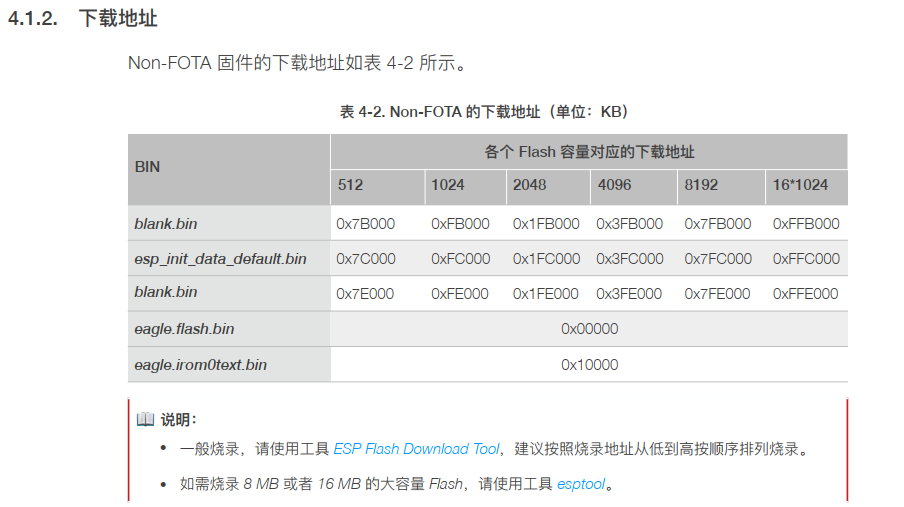 4.1.2. 下载地址
Non-FOTA 固件的下载地址如表 4-2 所示。
表 4-2. Non-FOTA 的下载地址（单位：KB）
BIN 各个 Flash 容量对应的下载地址
512 1024 2048 4096 8192 16*1024
blank.bin 0x7B000 0xFB000 0x1FB000 0x3FB000 0x7FB000 0xFFB000
esp_init_data_default.bin 0x7C000 0xFC000 0x1FC000 0x3FC000 0x7FC000 0xFFC000
blank.bin 0x7E000 0xFE000 0x1FE000 0x3FE000 0x7FE000 0xFFE000
eagle.flash.bin 0x00000
eagle.irom0text.bin 0x10000
说明：
• 一般烧录，请使用工具 ESP Flash Download Tool，建议按照烧录地址从低到高按顺序排列烧录。
• 如需烧录 8 MB 或者 16 MB 的大容量 Flash，请使用工具 esptool。